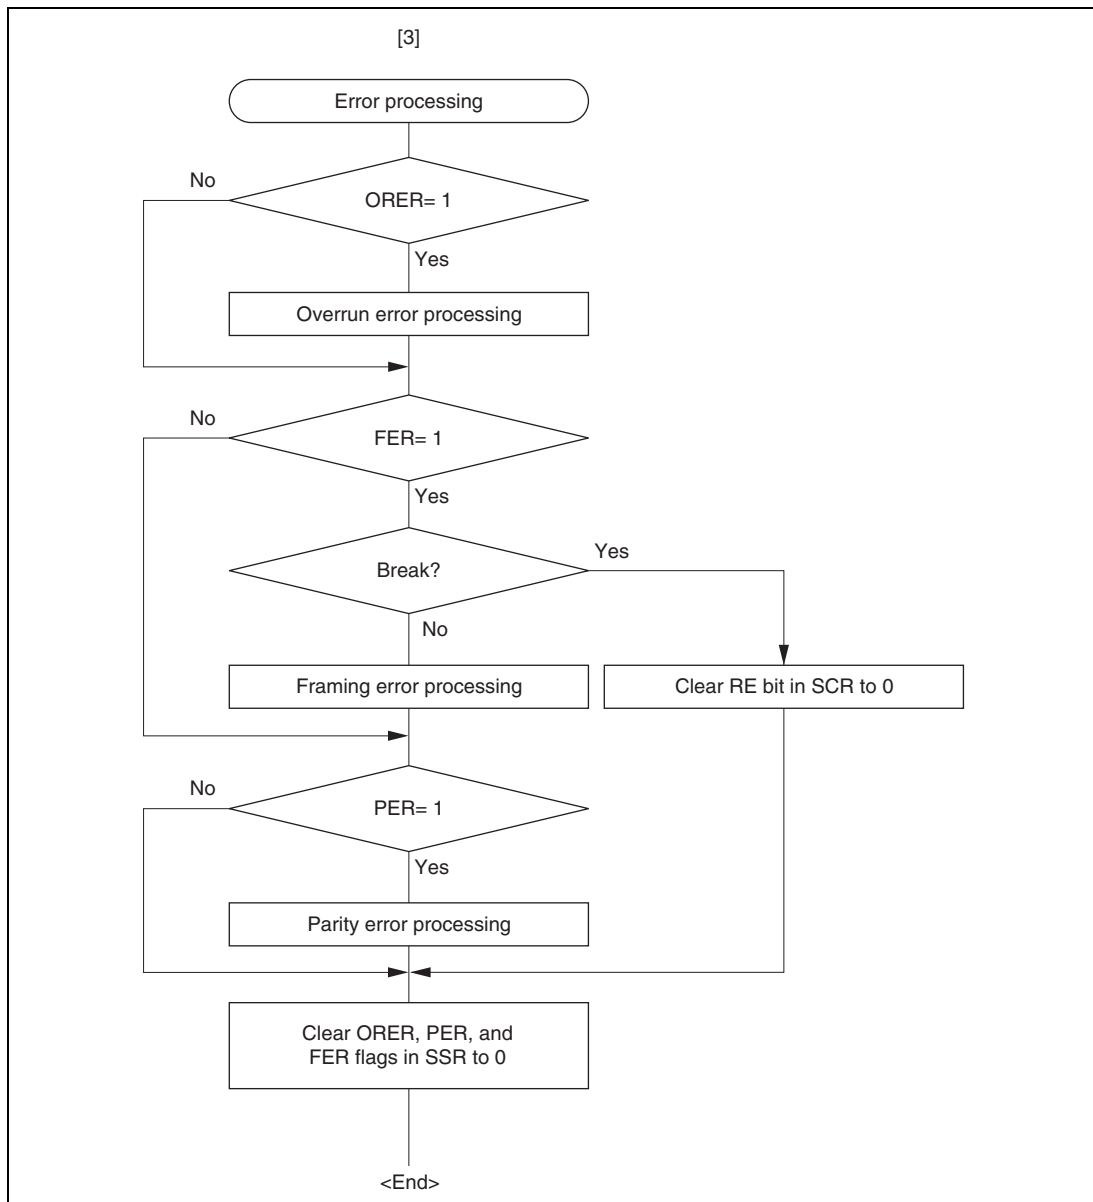 [3]
Error processing
No
ORER= 1
Yes
Overrun error processing
No
FER= 1
Yes
Yes
Break?
No
Framing error processing
Clear RE bit in SCR to 0
No
PER= 1
Yes
Parity error processing
Clear ORER, PER, and
FER flags in SSR to 0
<End>